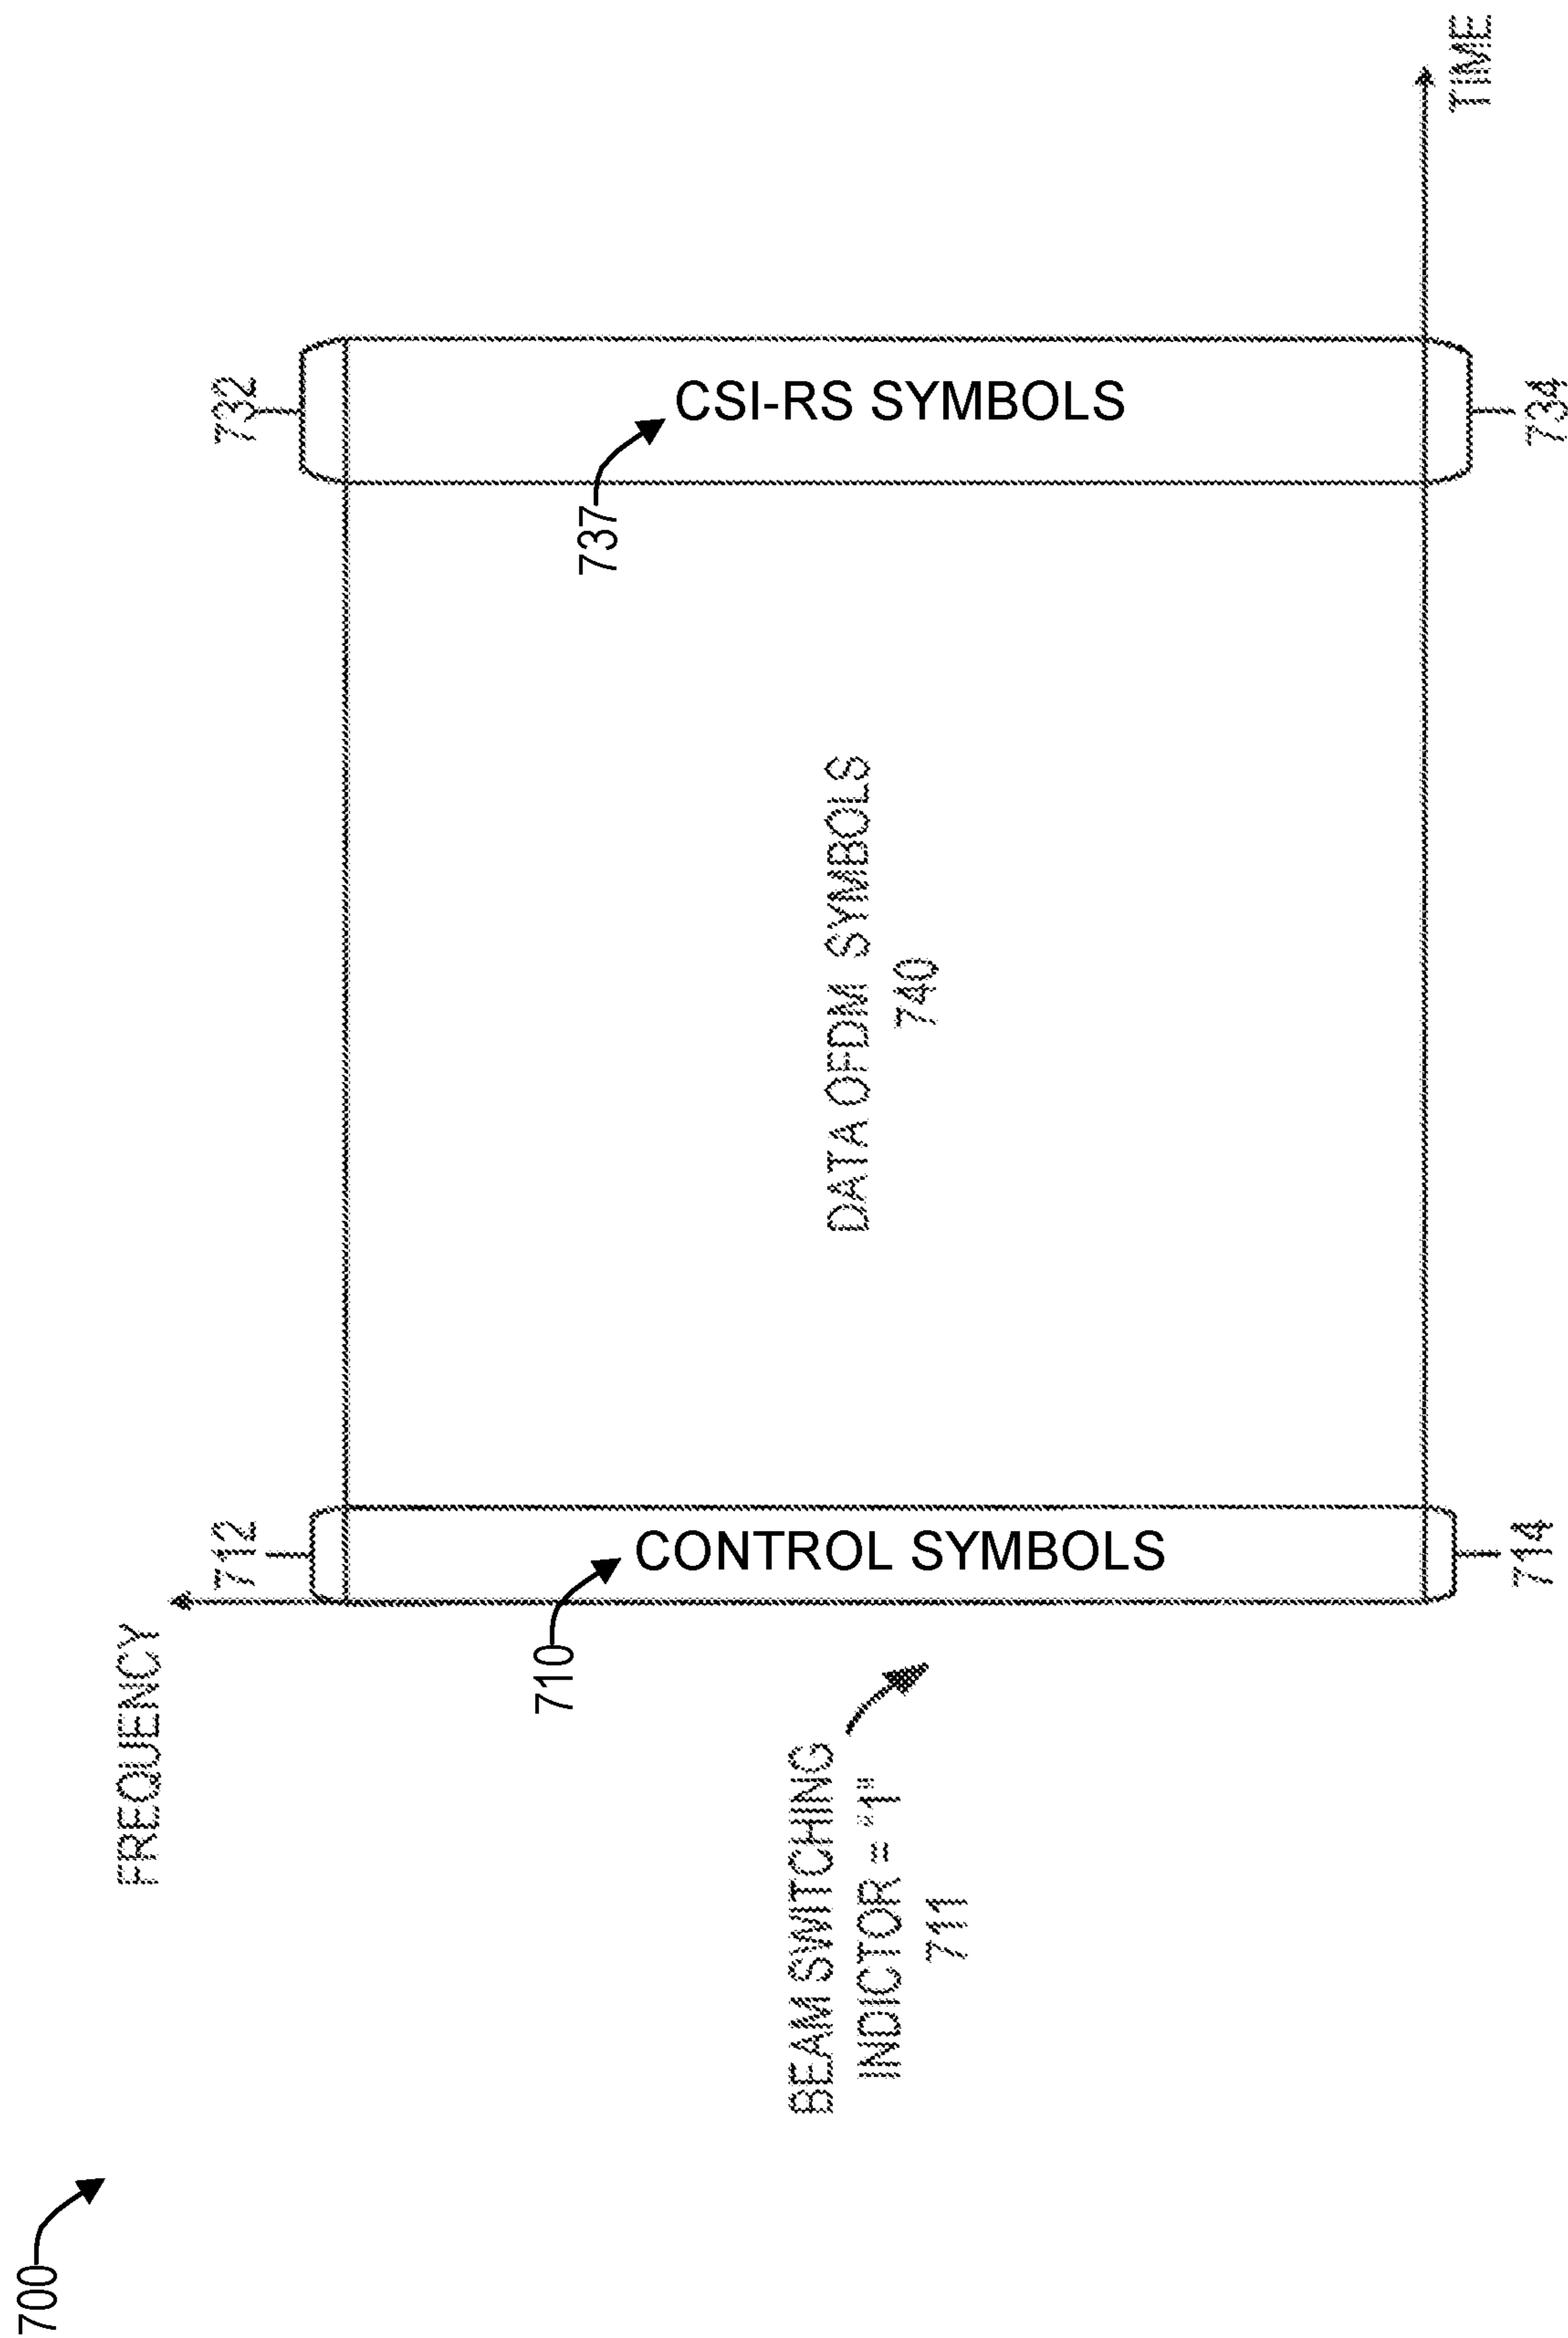 700
FREQUENCY
712
732
710
CONTROL SYMBOLS
737
CSI-RS SYMBOLS
BEAM SWITCHING
INDICTOR = "1"
711
DATA OFDM SYMBOLS
740
714
734
TIME